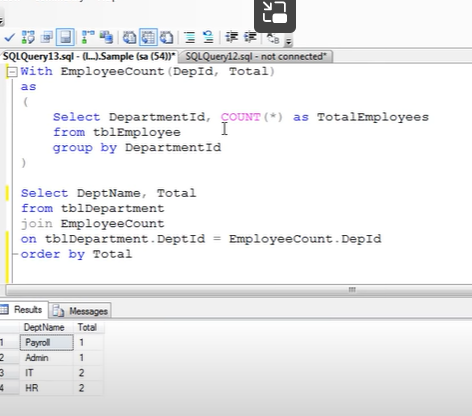 SQLQuery13.sql - (l...).Sample (sa (54))* SQLQuery12.sql - not connected*
With EmployeeCount(DepId, Total)
as
(
Select DepartmentId, COUNT(*) as TotalEmployees
from tblEmployee
group by DepartmentId
)
Select DeptName, Total
from tblDepartment
join EmployeeCount
on tblDepartment.DeptId = EmployeeCount.DepId
order by Total
Results Messages
DeptName Total
1 Payroll 1
2 Admin 1
3 IT 2
4 HR 2